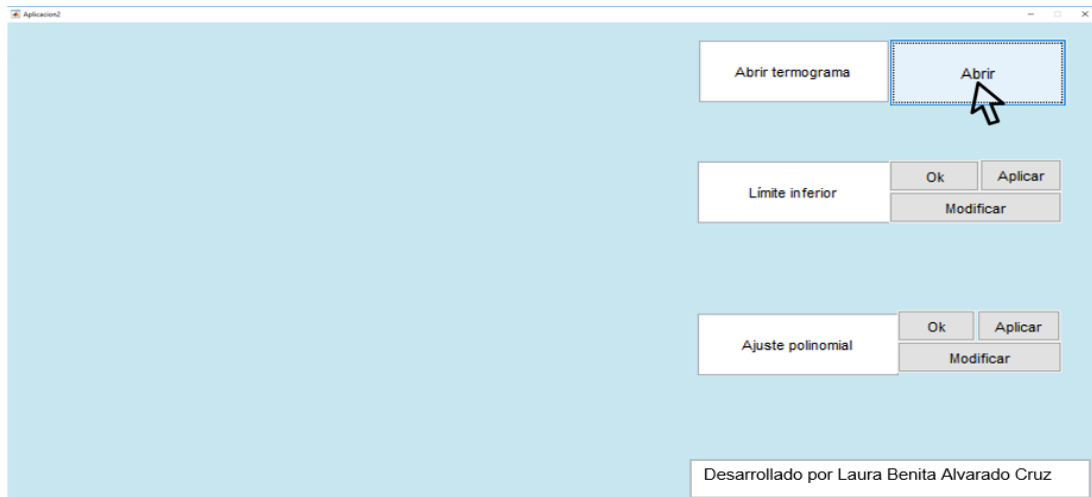 Aplicacion2
Abrir termograma
Abrir
Límite inferior
Ok
Aplicar
Modificar
Ajuste polinomial
Ok
Aplicar
Modificar
Desarrollado por Laura Benita Alvarado Cruz